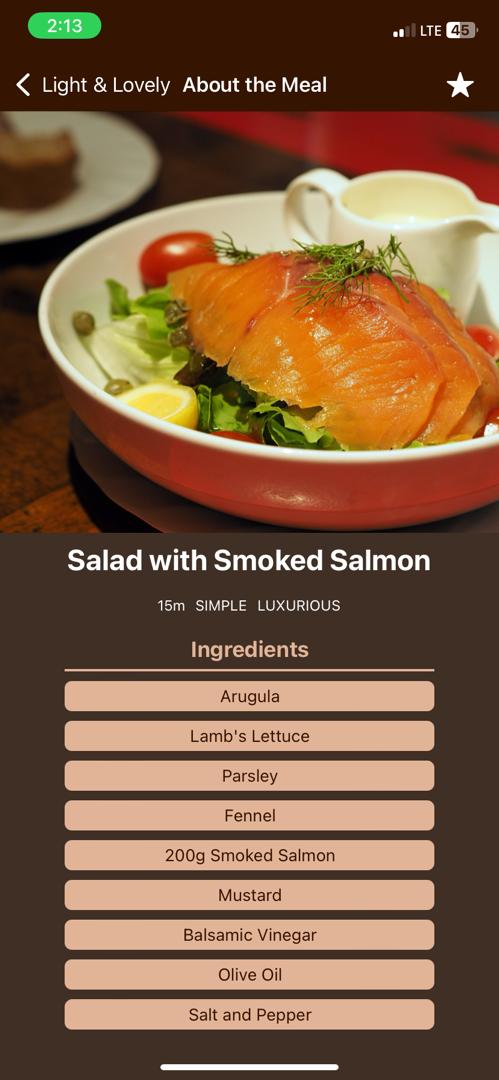 2:13
LTE 45
Light & Lovely About the Meal
Salad with Smoked Salmon
15m SIMPLE LUXURIOUS
Ingredients
Arugula
Lamb's Lettuce
Parsley
Fennel
200g Smoked Salmon
Mustard
Balsamic Vinegar
Olive Oil
Salt and Pepper